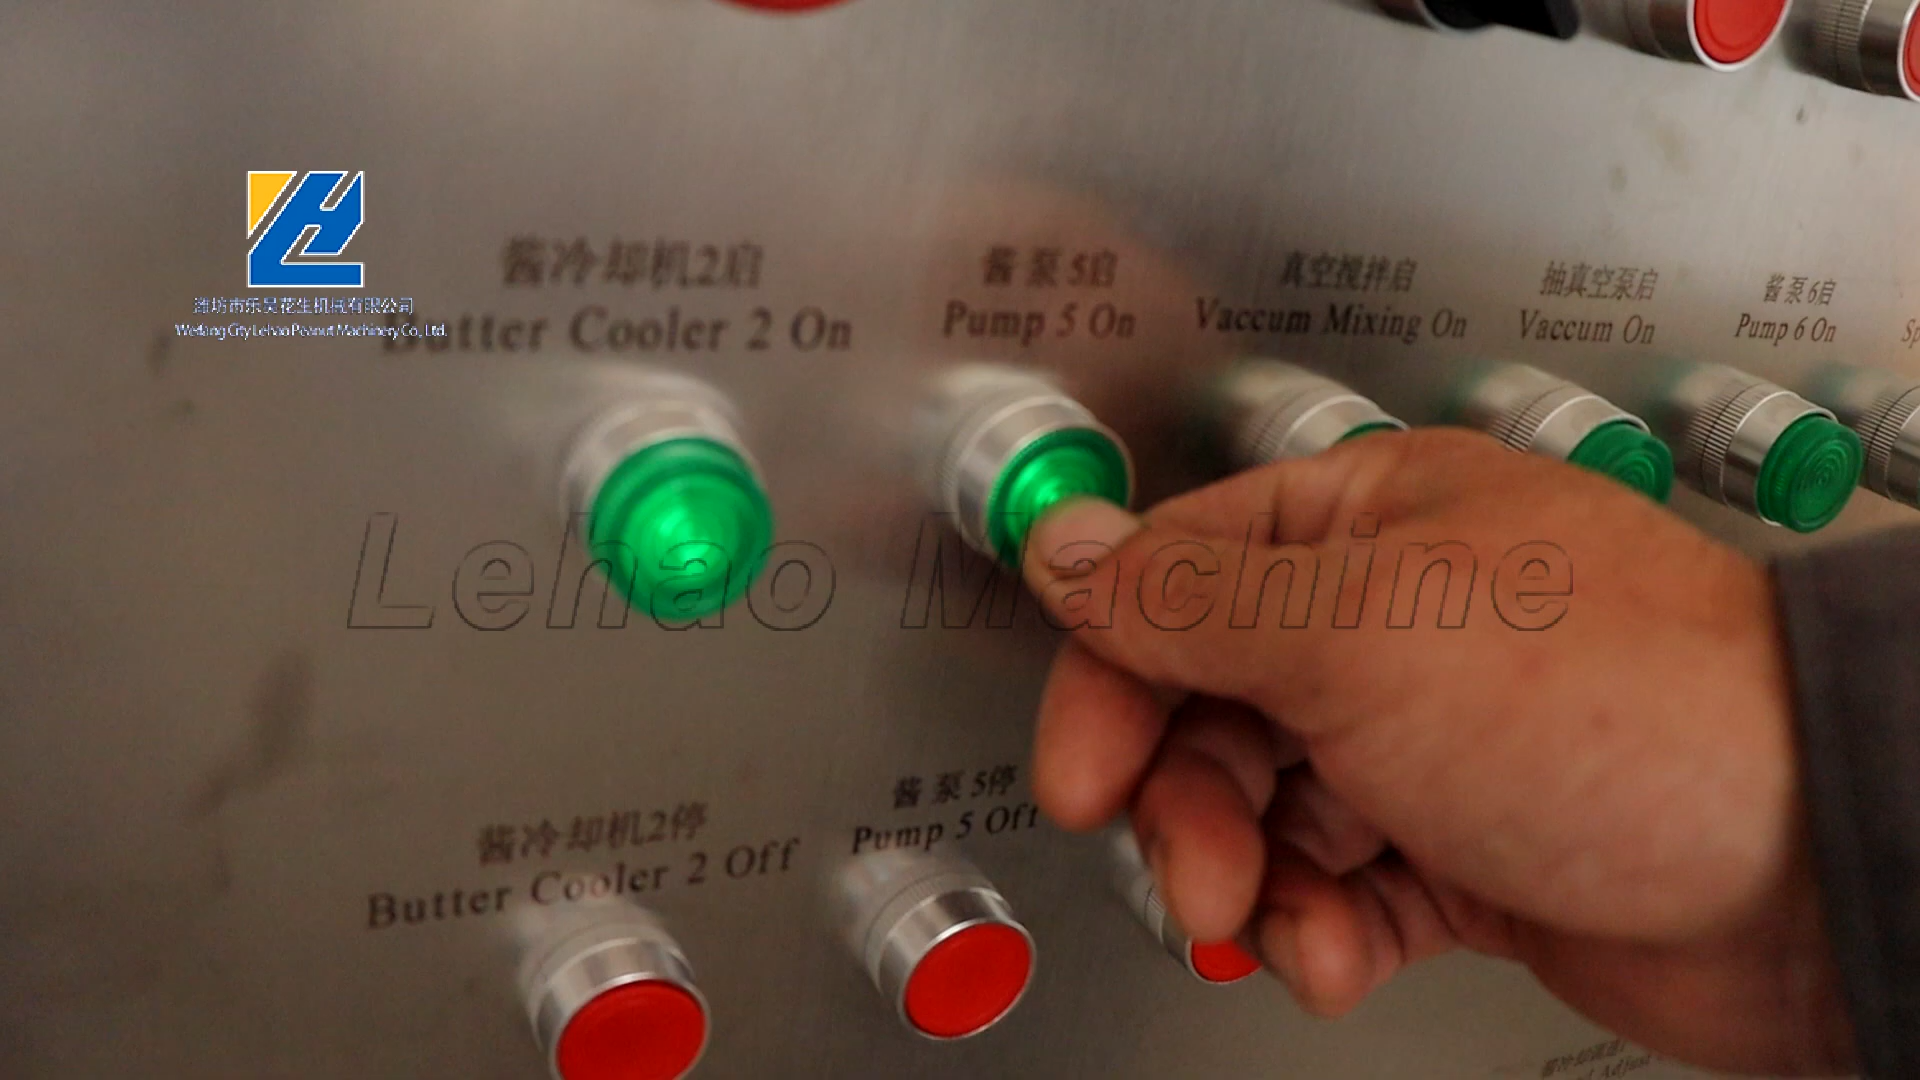 酱冷却机2启
Butter Cooler 2 On
酱泵5启
Pump 5 On
真空搅拌启
Vaccum Mixing On
抽真空泵启
Vaccum On
酱泵6启
Pump 6 On
Sp
潍坊市乐昊花生机械有限公司
Weifang City Lehao Peanut Machinery Co., Ltd.
Lehao Machine
酱冷却机2停
Butter Cooler 2 Off
酱泵5停
Pump 5 Off
Adjust